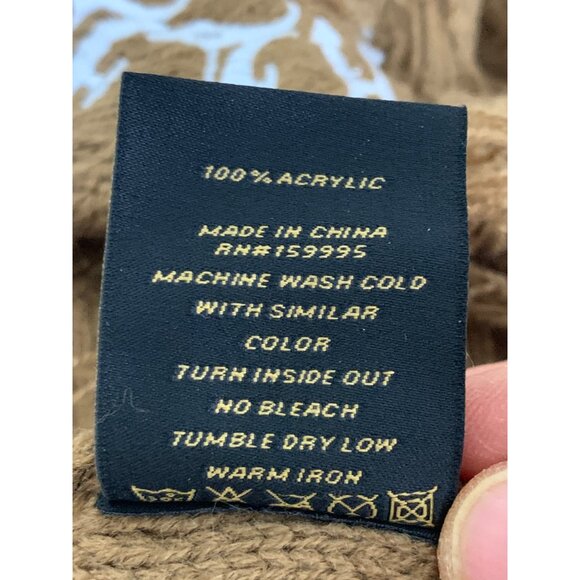 100% ACRYLIC
MADE IN CHINA
RN#159995
MACHINE WASH COLD
WITH SIMILAR
COLOR
TURN INSIDE OUT
NO BLEACH
TUMBLE DRY LOW
WARM IRON